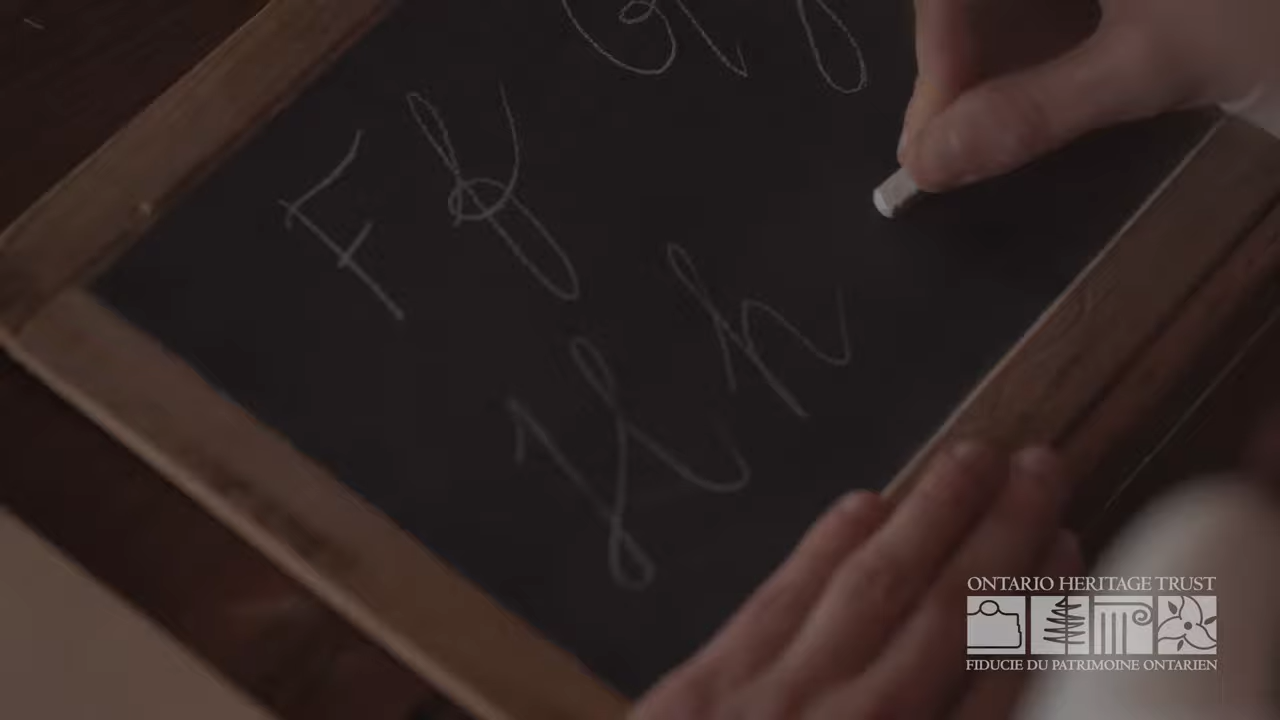 G g
F f
H h
ONTARIO HERITAGE TRUST
FIDUCIE DU PATRIMOINE ONTARIEN